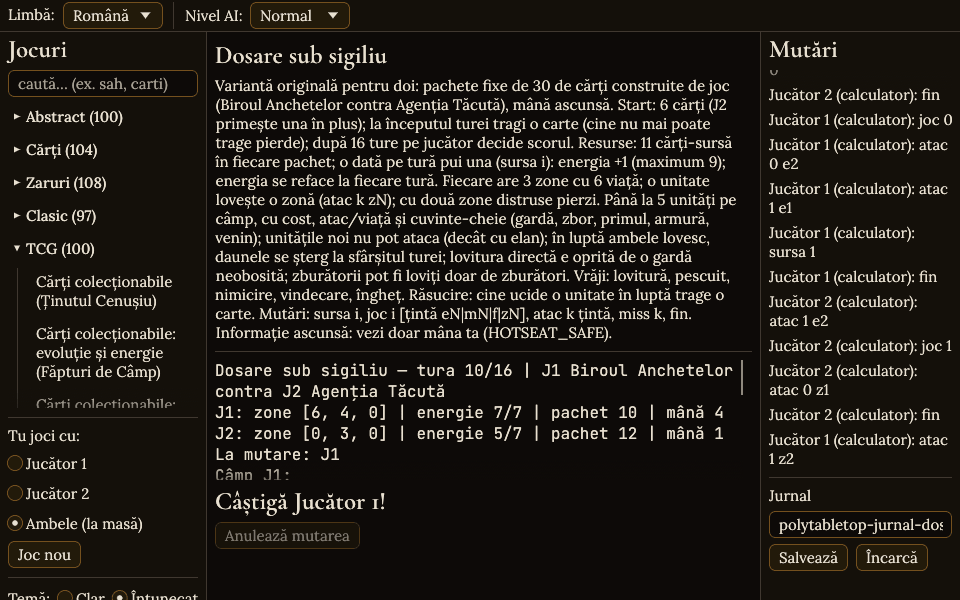 Limbă:
Română
Nivel AI:
Normal
Jocuri
caută... (ex. sah, carti)
▸ Abstract (100)
▸ Cărți (104)
▸ Zaruri (108)
▸ Clasic (97)
▾ TCG (100)
Cărți colecționabile
(Ținutul Cenușiu)
Cărți colecționabile:
evoluție și energie
(Făpturi de Câmp)
Cărți colecționabile:
Tu joci cu:
Jucător 1
Jucător 2
Ambele (la masă)
Joc nou
Temă:
Clar
Întunecat
Dosare sub sigiliu
Variantă originală pentru doi: pachete fixe de 30 de cărți construite de joc
(Biroul Anchetelor contra Agenția Tăcută), mână ascunsă. Start: 6 cărți (J2
primește una în plus); la începutul turei tragi o carte (cine nu mai poate
trage pierde); după 16 ture pe jucător decide scorul. Resurse: 11 cărți-sursă
în fiecare pachet; o dată pe tură pui una (sursa i): energia +1 (maximum 9);
energia se reface la fiecare tură. Fiecare are 3 zone cu 6 viață; o unitate
lovește o zonă (atac k zN); cu două zone distruse pierzi. Până la 5 unități pe
câmp, cu cost, atac/viață și cuvinte-cheie (gardă, zbor, primul, armură,
venin); unitățile noi nu pot ataca (decât cu elan); în luptă ambele lovesc,
daunele se șterg la sfârșitul turei; lovitura directă e oprită de o gardă
neobosită; zburătorii pot fi loviți doar de zburători. Vrăji: lovitură, pescuit,
nimicire, vindecare, îngheț. Răsucire: cine ucide o unitate în luptă trage o
carte. Mutări: sursa i, joc i [țintă eN|mN|f|zN], atac k țintă, miss k, fin.
Informație ascunsă: vezi doar mâna ta (HOTSEAT_SAFE).
Dosare sub sigiliu — tura 10/16 | J1 Biroul Anchetelor
contra J2 Agenția Tăcută
J1: zone [6, 4, 0] | energie 7/7 | pachet 10 | mână 4
J2: zone [0, 3, 0] | energie 5/7 | pachet 12 | mână 1
La mutare: J1
Câmp J1:
Câștigă Jucător 1!
Anulează mutarea
Mutări
0
Jucător 2 (calculator): fin
Jucător 1 (calculator): joc 0
Jucător 1 (calculator): atac
0 e2
Jucător 1 (calculator): atac
1 e1
Jucător 1 (calculator):
sursa 1
Jucător 1 (calculator): fin
Jucător 2 (calculator):
atac 1 e2
Jucător 2 (calculator): joc 1
Jucător 2 (calculator):
atac 0 z1
Jucător 2 (calculator): fin
Jucător 1 (calculator): atac
1 z2
Jurnal
polytabletop-jurnal-dos
Salvează
Încarcă